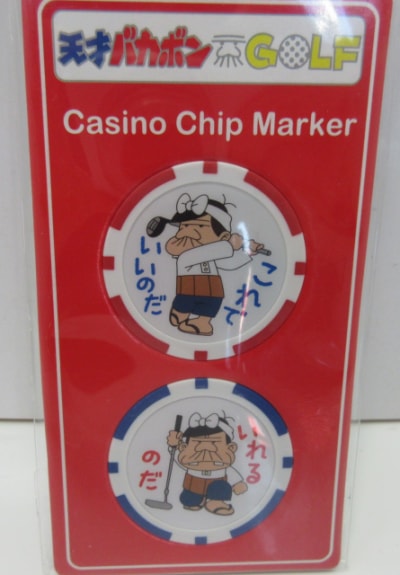 天才バカボン GOLF
Casino Chip Marker
これで
いいのだ
いれる
のだ